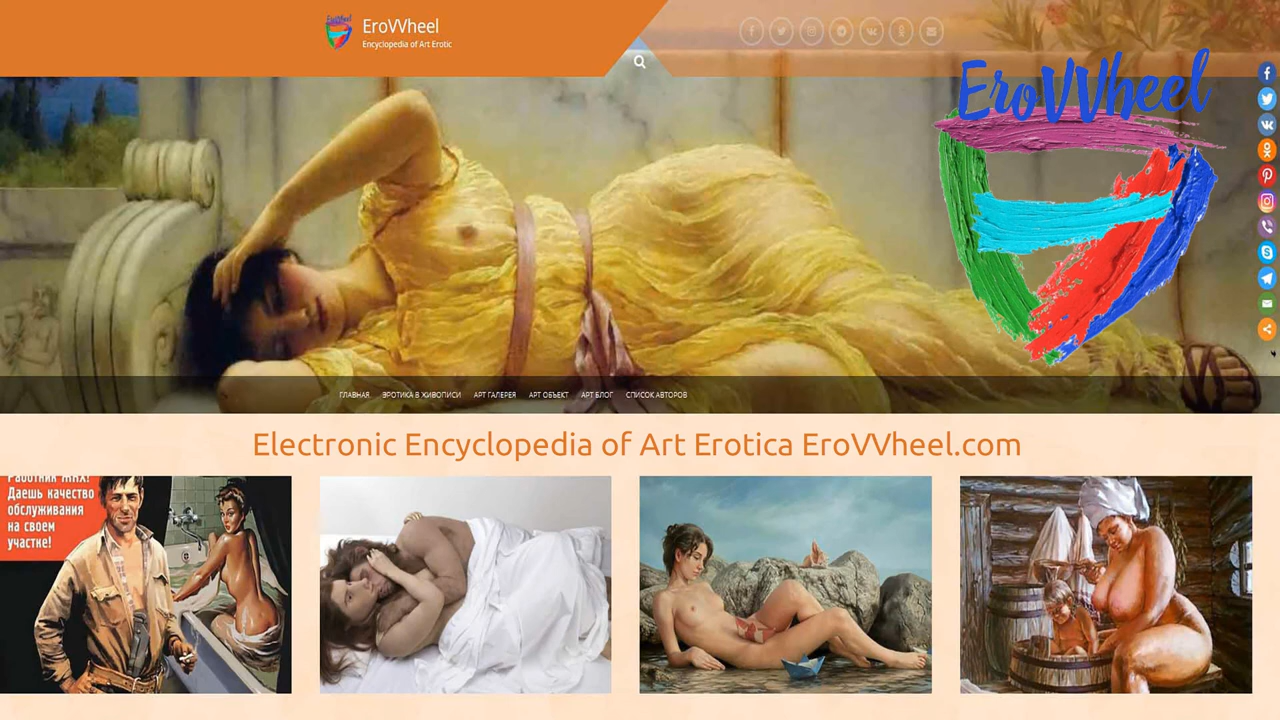 EroVVheel
Encyclopedia of Art Erotic
EroVVheel
ГЛАВНАЯ ЭРОТИКА В ЖИВОПИСИ АРТ ГАЛЕРЕЯ АРТ ОБЪЕКТ АРТ БЛОГ СПИСОК АВТОРОВ
Electronic Encyclopedia of Art Erotica EroVVheel.com
Работник ЖКХ!
Даешь качество
обслуживания
на своем
участке!